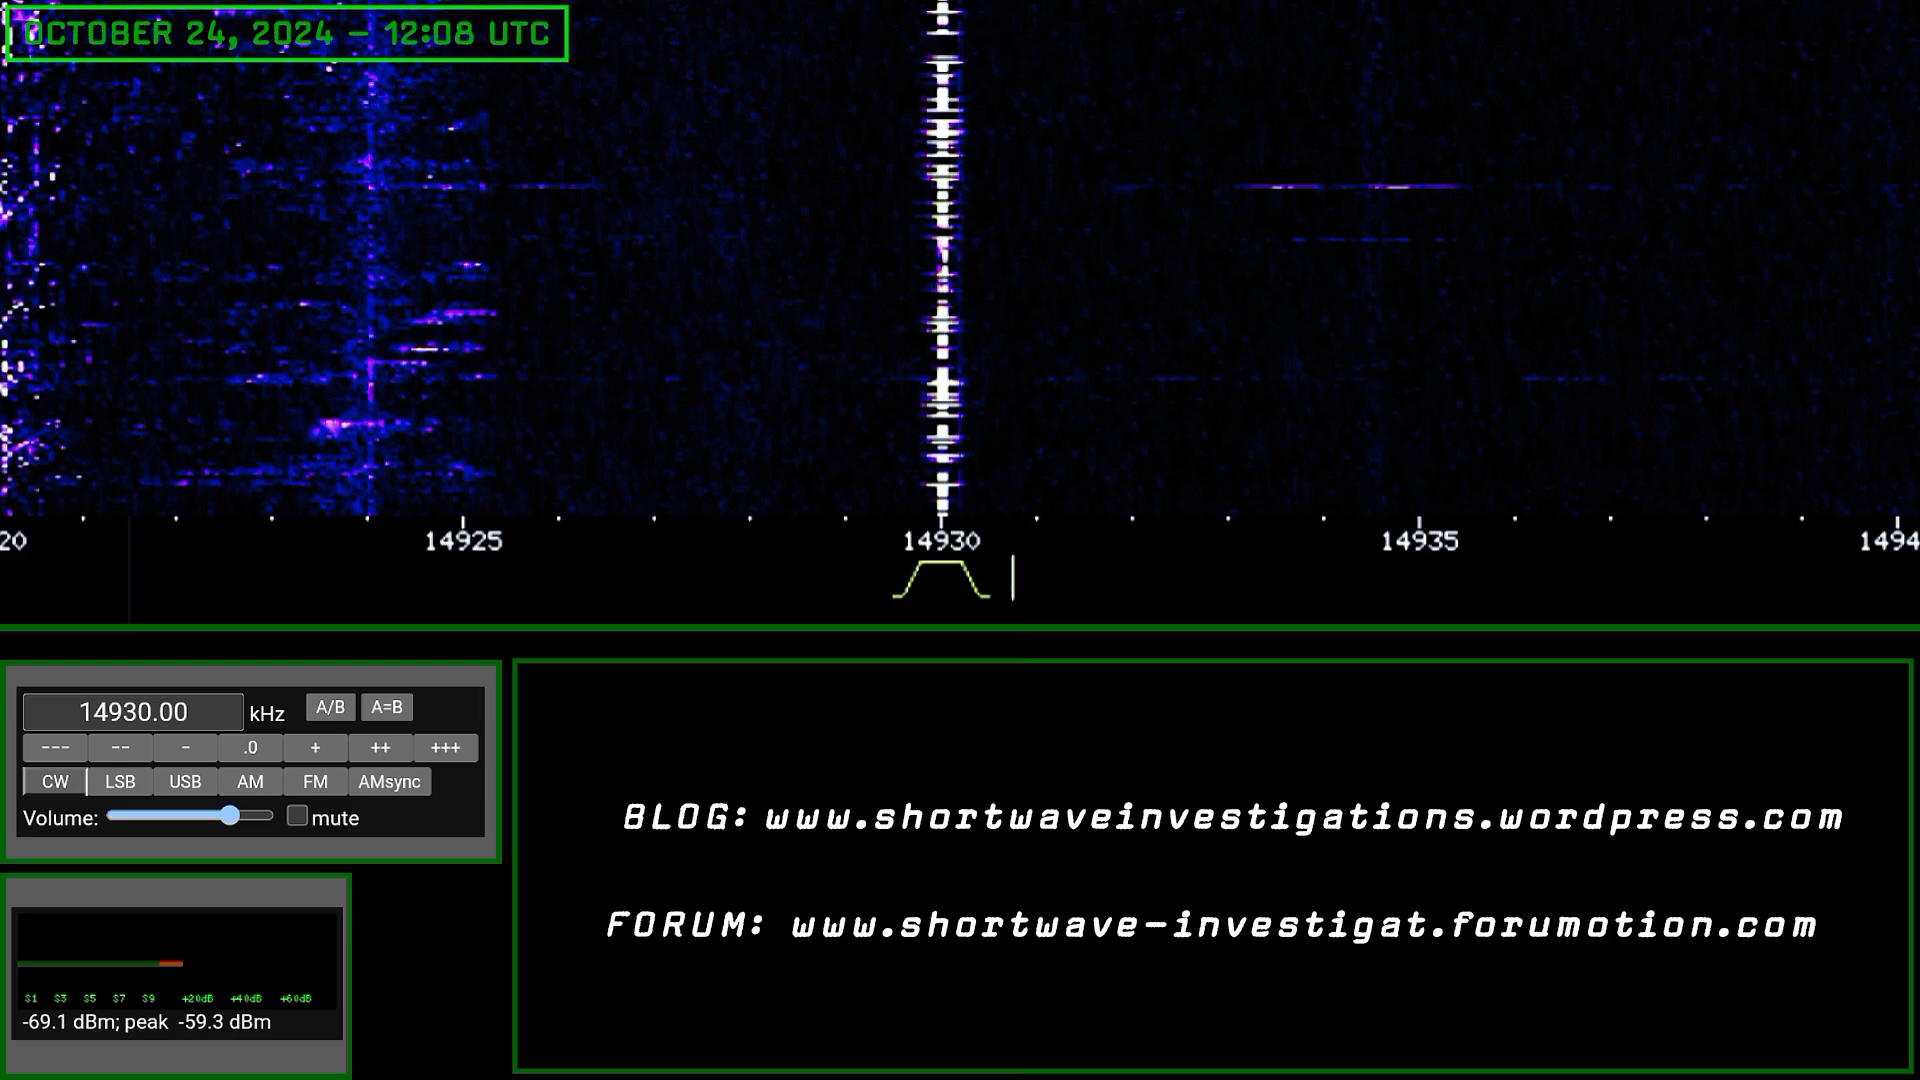 OCTOBER 24, 2024 – 12:08 UTC
20 14925 14930 14935 1494
14930.00 kHz A/B A=B
--- -- - .0 + ++ +++
CW LSB USB AM FM AMsync
Volume: mute
S1 S3 S5 S7 S9 +20dB +40dB +60dB
-69.1 dBm; peak -59.3 dBm
BLOG: www.shortwaveinvestigations.wordpress.com
FORUM: www.shortwave-investigat.forumotion.com